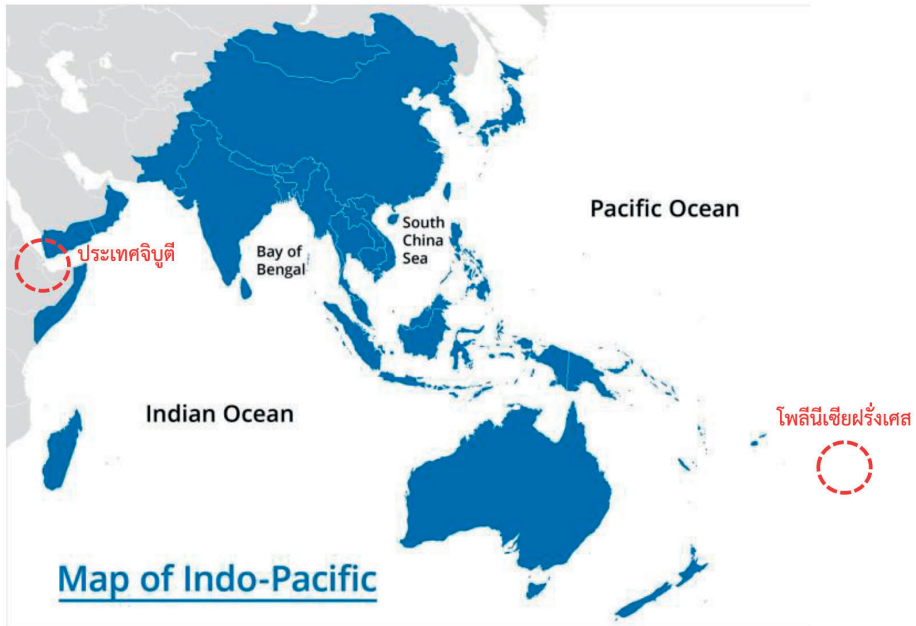 Pacific Ocean
South
China
Sea
ประเทศจิบูตี
Bay of
Bengal
Indian Ocean
โพลีนีเซียฝรั่งเศส
Map of Indo-Pacific